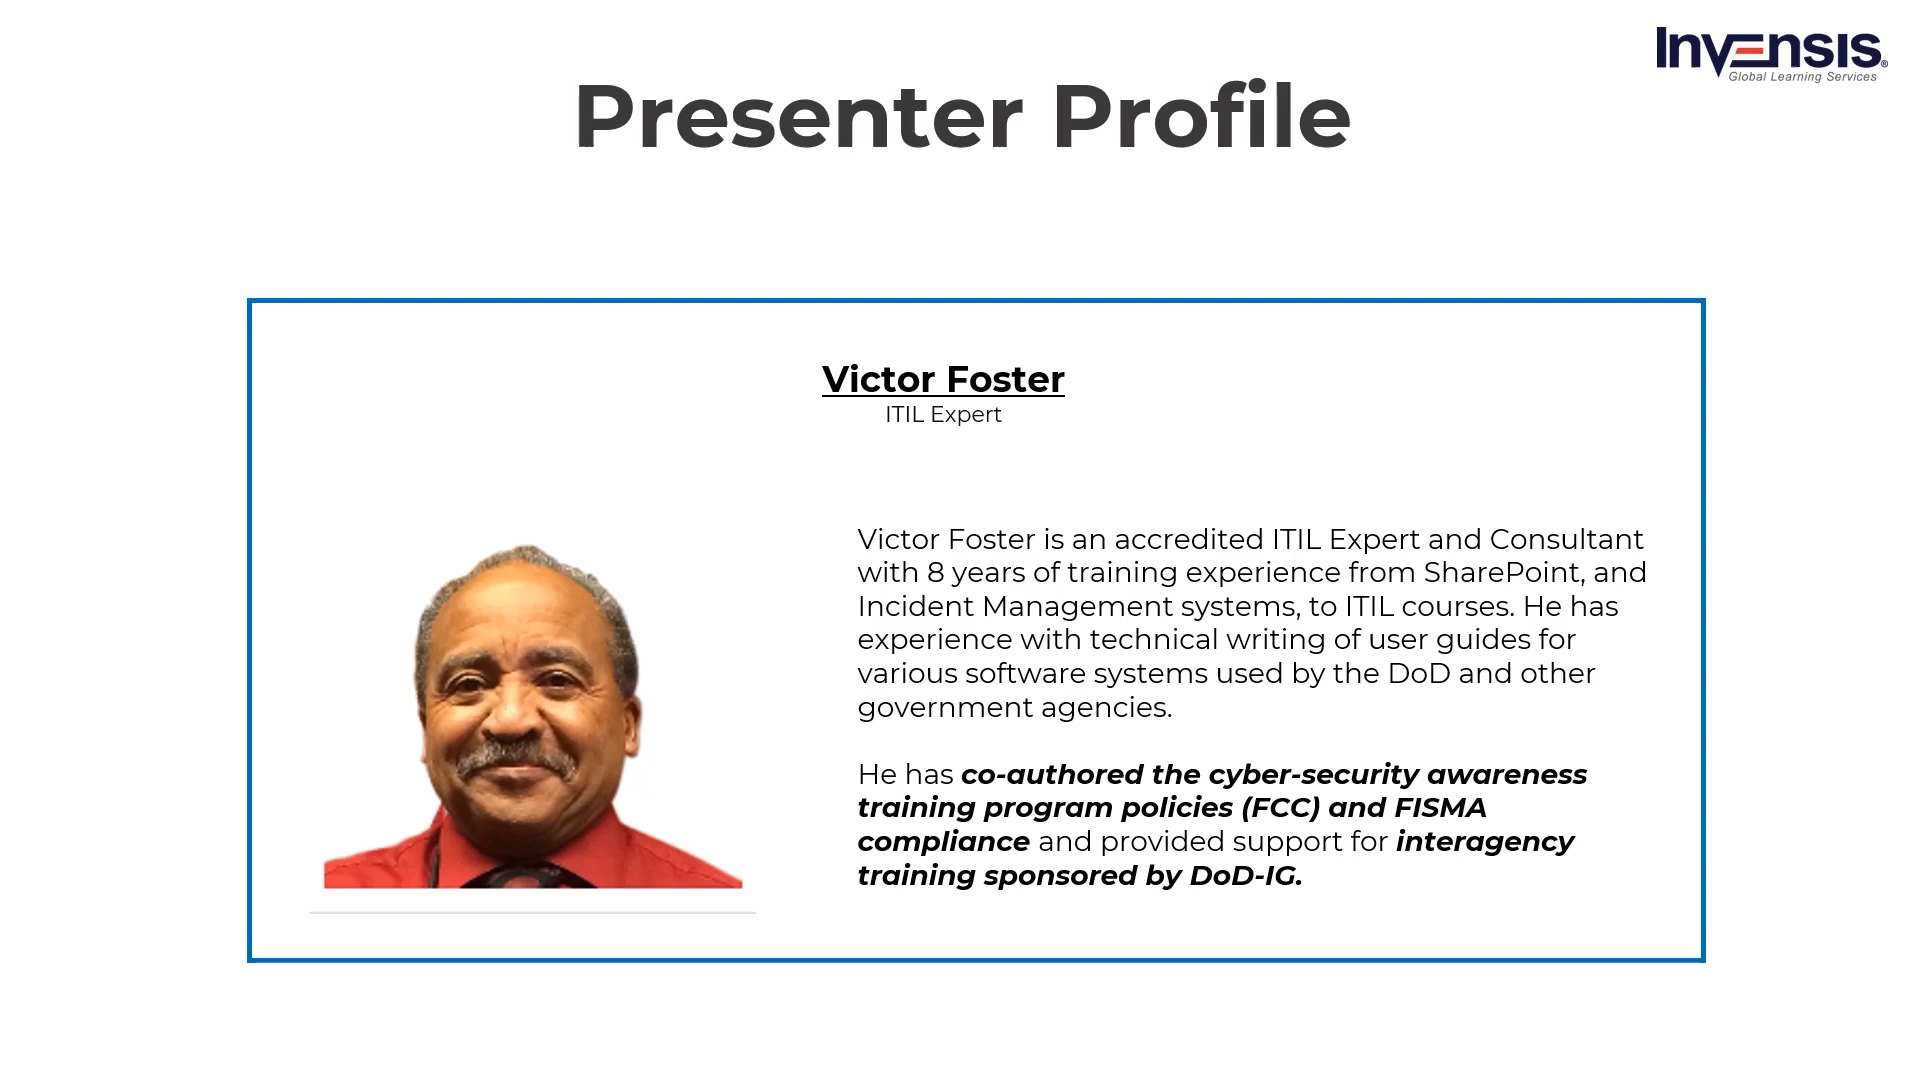 Invensis®
Global Learning Services
Presenter Profile
Victor Foster
ITIL Expert
Victor Foster is an accredited ITIL Expert and Consultant
with 8 years of training experience from SharePoint, and
Incident Management systems, to ITIL courses. He has
experience with technical writing of user guides for
various software systems used by the DoD and other
government agencies.
He has co-authored the cyber-security awareness
training program policies (FCC) and FISMA
compliance and provided support for interagency
training sponsored by DoD-IG.